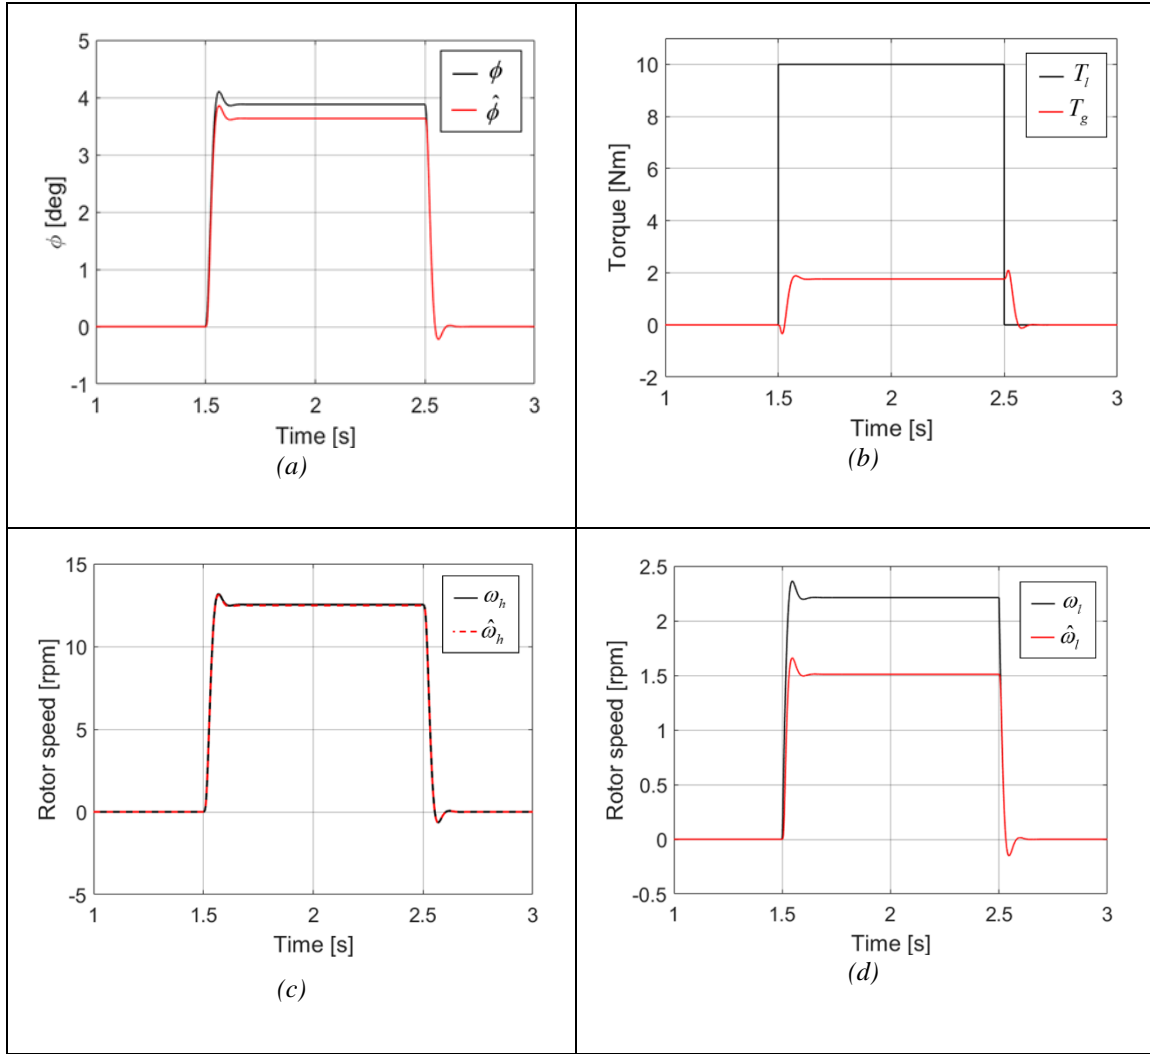 5
4
3
2
1
0
-1
ϕ [deg]
ϕ
ϕ̂
1 1.5 2 2.5 3
Time [s]
(a)
10
8
6
4
2
0
-2
Torque [Nm]
T_l
T_g
1 1.5 2 2.5 3
Time [s]
(b)
15
10
5
0
-5
Rotor speed [rpm]
ω_h
ω̂_h
1 1.5 2 2.5 3
Time [s]
(c)
2.5
2
1.5
1
0.5
0
-0.5
Rotor speed [rpm]
ω_l
ω̂_l
1 1.5 2 2.5 3
Time [s]
(d)